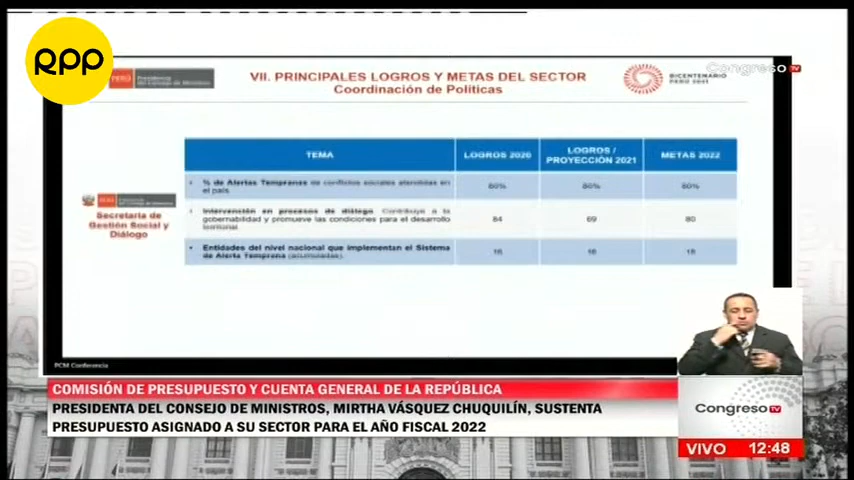 rpp
PERÚ Presidencia del Consejo de Ministros
VII. PRINCIPALES LOGROS Y METAS DEL SECTOR
Coordinación de Políticas
BICENTENARIO
PERÚ 2021
Congreso TV
TEMA
LOGROS 2020
LOGROS /
PROYECCIÓN 2021
METAS 2022
Secretaría de
Gestión Social y
Diálogo
• % de Alertas Tempranas de conflictos sociales atendidas en
el país
80%
80%
80%
• Intervención en procesos de diálogo. Contribuye a la
gobernabilidad y promueve las condiciones para el desarrollo
territorial.
84
69
80
• Entidades del nivel nacional que implementan el Sistema
de Alerta Temprana (acumuladas).
PCM Conferencia
COMISIÓN DE PRESUPUESTO Y CUENTA GENERAL DE LA REPÚBLICA
PRESIDENTA DEL CONSEJO DE MINISTROS, MIRTHA VÁSQUEZ CHUQUILÍN, SUSTENTA
PRESUPUESTO ASIGNADO A SU SECTOR PARA EL AÑO FISCAL 2022
Congreso TV
VIVO 12:48